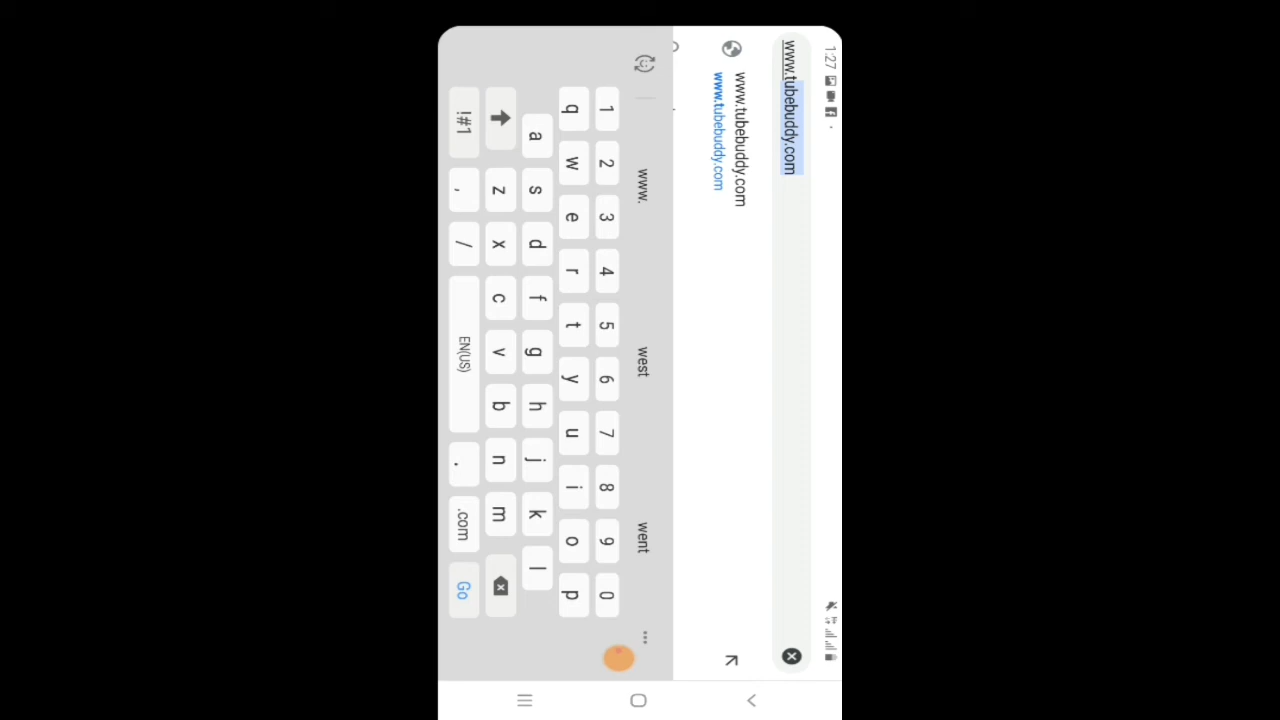 1:27
www.tubebuddy.com
www.tubebuddy.com
www.tubebuddy.com
www. west went
1 2 3 4 5 6 7 8 9 0
q w e r t y u i o p
a s d f g h j k l
z x c v b n m
!#1 , / EN(US) . .com Go